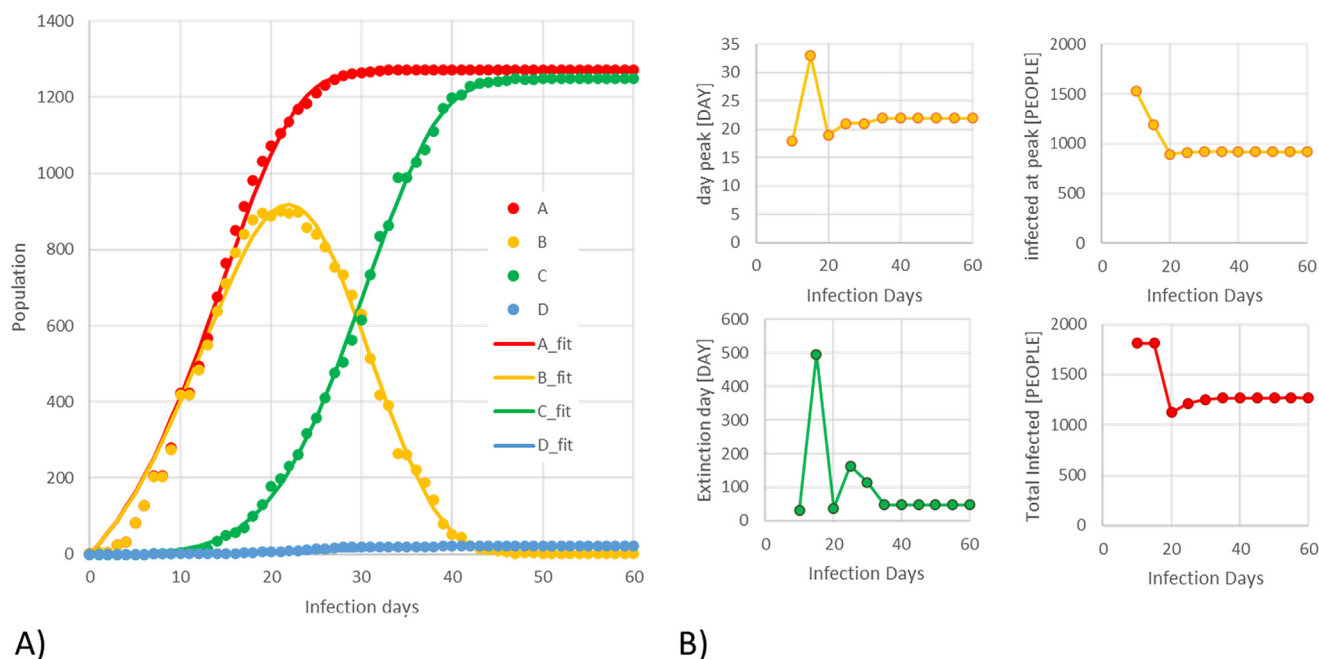 1400
1200
1000
800
600
400
200
0
Population
0 10 20 30 40 50 60
Infection days
A
B
C
D
A_fit
B_fit
C_fit
D_fit
A)
35
30
25
20
15
10
5
0
day peak [DAY]
0 20 40 60
Infection Days
2000
1500
1000
500
0
infected at peak [PEOPLE]
0 20 40 60
Infection Days
600
500
400
300
200
100
0
Extinction day [DAY]
0 20 40 60
Infection Days
2000
1500
1000
500
0
Total Infected [PEOPLE]
0 20 40 60
Infection Days
B)